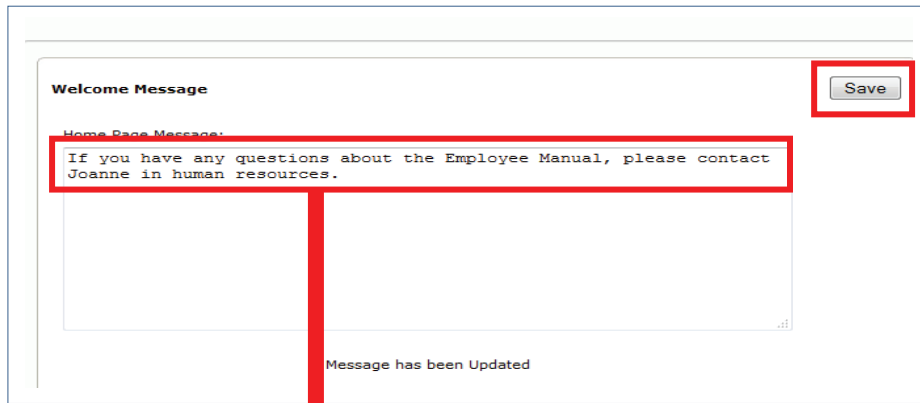 Welcome Message
Save
Home Page Message:
If you have any questions about the Employee Manual, please contact
Joanne in human resources.
Message has been Updated